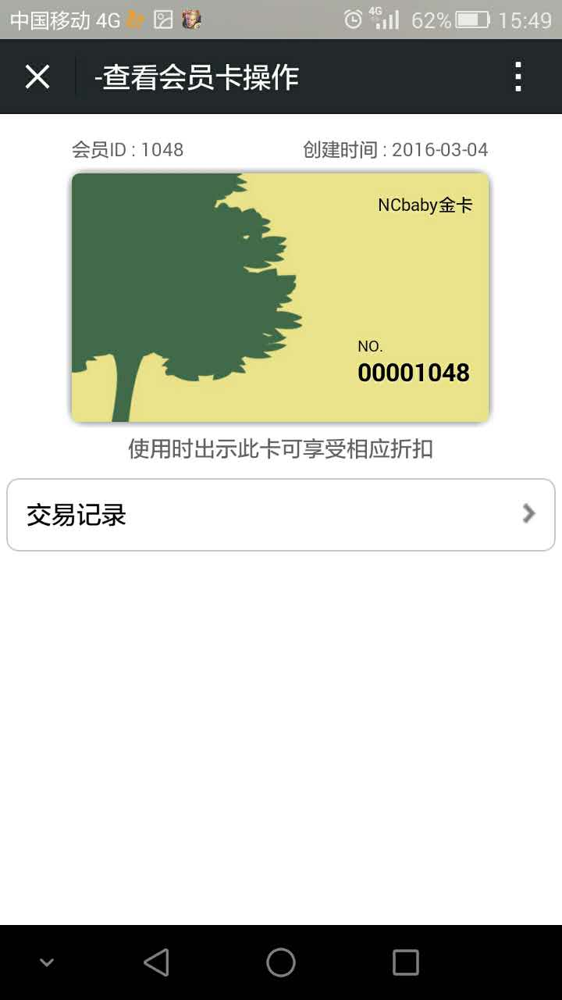 中国移动 4G
4G 62% 15:49
-查看会员卡操作
会员ID : 1048 创建时间 : 2016-03-04
NCbaby金卡
NO.
00001048
使用时出示此卡可享受相应折扣
交易记录